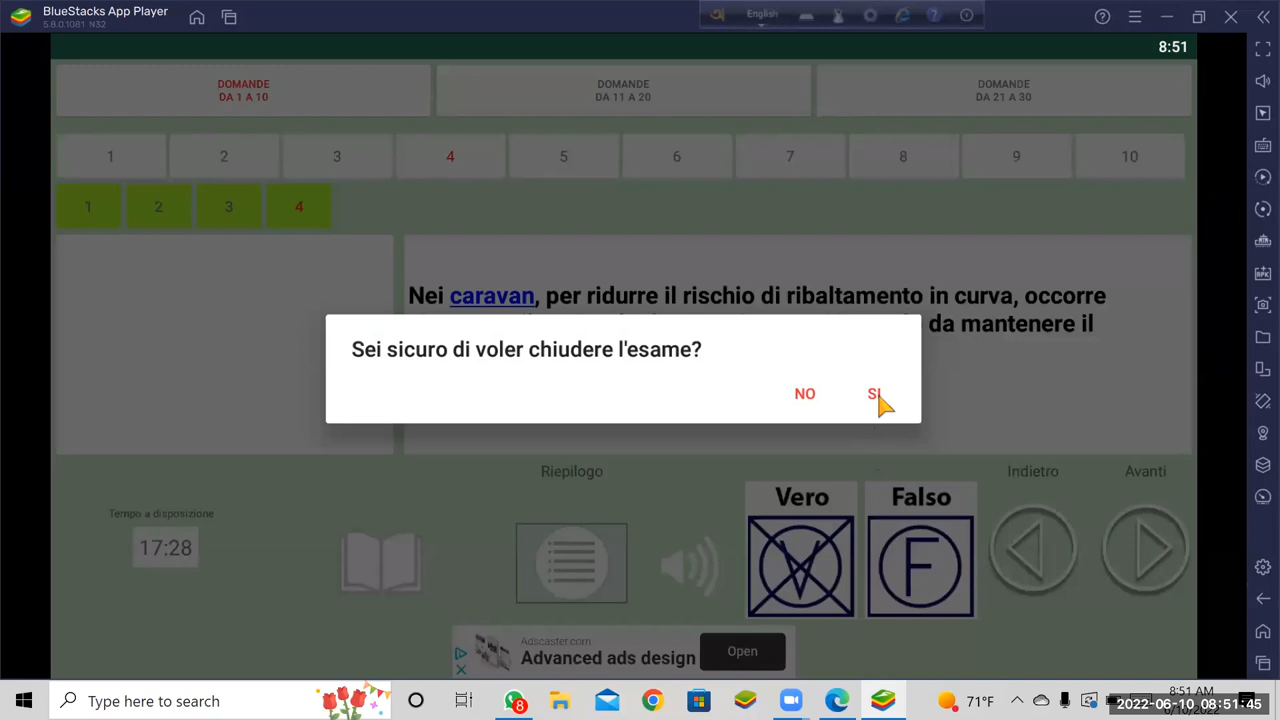 BlueStacks App Player
5.8.0.1081 N32
English
8:51
DOMANDE
DA 1 A 10
DOMANDE
DA 11 A 20
DOMANDE
DA 21 A 30
1 2 3 4 5 6 7 8 9 10
1 2 3 4
Nei caravan, per ridurre il rischio di ribaltamento in curva, occorre
da mantenere il
Sei sicuro di voler chiudere l'esame?
NO SI
Riepilogo
Indietro Avanti
Tempo a disposizione
17:28
Vero
Falso
V
F
Adscaster.com
Advanced ads design
Open
Type here to search
8
71°F
8:51 AM
2022-06-10 08:51:45